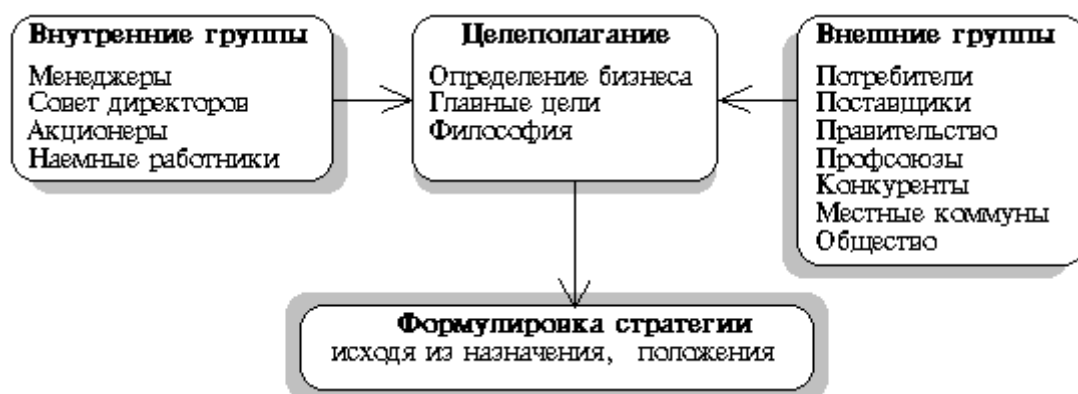 Внутренние группы
Менеджеры
Совет директоров
Акционеры
Наемные работники
Целеполагание
Определение бизнеса
Главные цели
Философия
Внешние группы
Потребители
Поставщики
Правительство
Профсоюзы
Конкуренты
Местные коммуны
Общество
Формулировка стратегии
исходя из назначения, положения